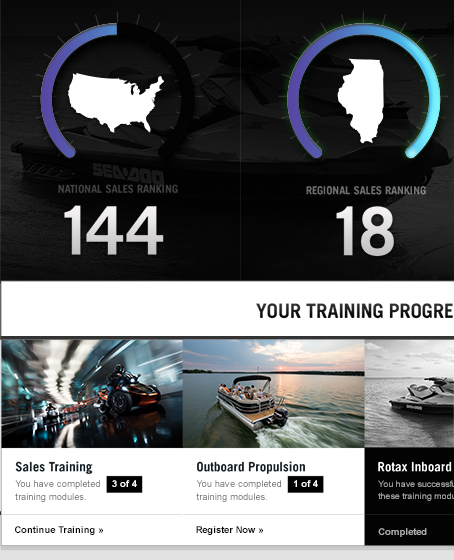 SEA-DOO
NATIONAL SALES RANKING
REGIONAL SALES RANKING
144
18
YOUR TRAINING PROGRE
Sales Training
You have completed 3 of 4
training modules.
Continue Training »
Outboard Propulsion
You have completed 1 of 4
training modules.
Register Now »
Rotax Inboard
You have successf
these training modu
Completed